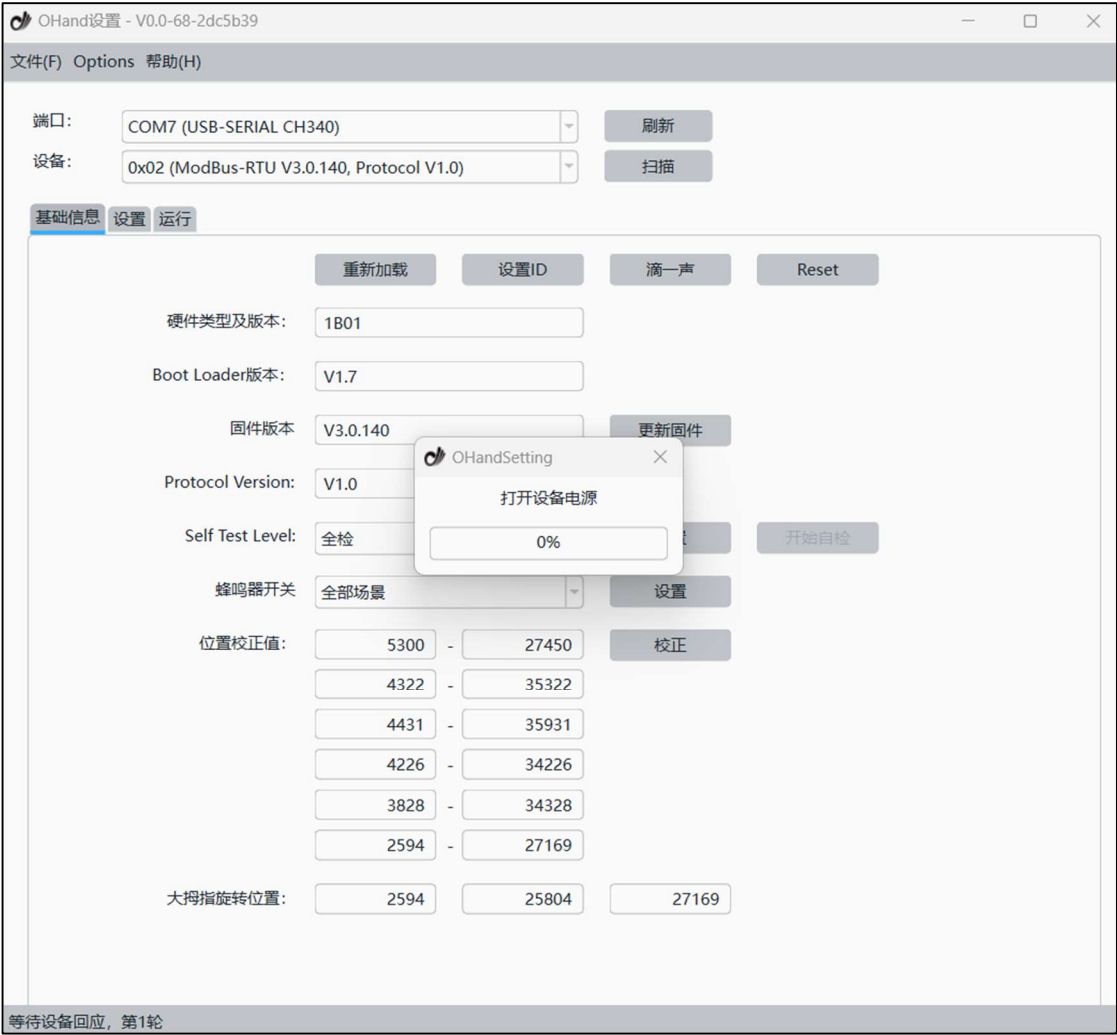 OHand设置 - V0.0-68-2dc5b39
文件(F) Options 帮助(H)
端口: COM7 (USB-SERIAL CH340) 刷新
设备: 0x02 (ModBus-RTU V3.0.140, Protocol V1.0) 扫描
基础信息 设置 运行
重新加载 设置ID 滴一声 Reset
硬件类型及版本: 1B01
Boot Loader版本: V1.7
固件版本 V3.0.140 更新固件
OHandSetting
打开设备电源
0%
Protocol Version: V1.0
Self Test Level: 全检 开始自检
蜂鸣器开关 全部场景 设置
位置校正值: 5300 - 27450 校正
4322 - 35322
4431 - 35931
4226 - 34226
3828 - 34328
2594 - 27169
大拇指旋转位置: 2594 25804 27169
等待设备回应, 第1轮